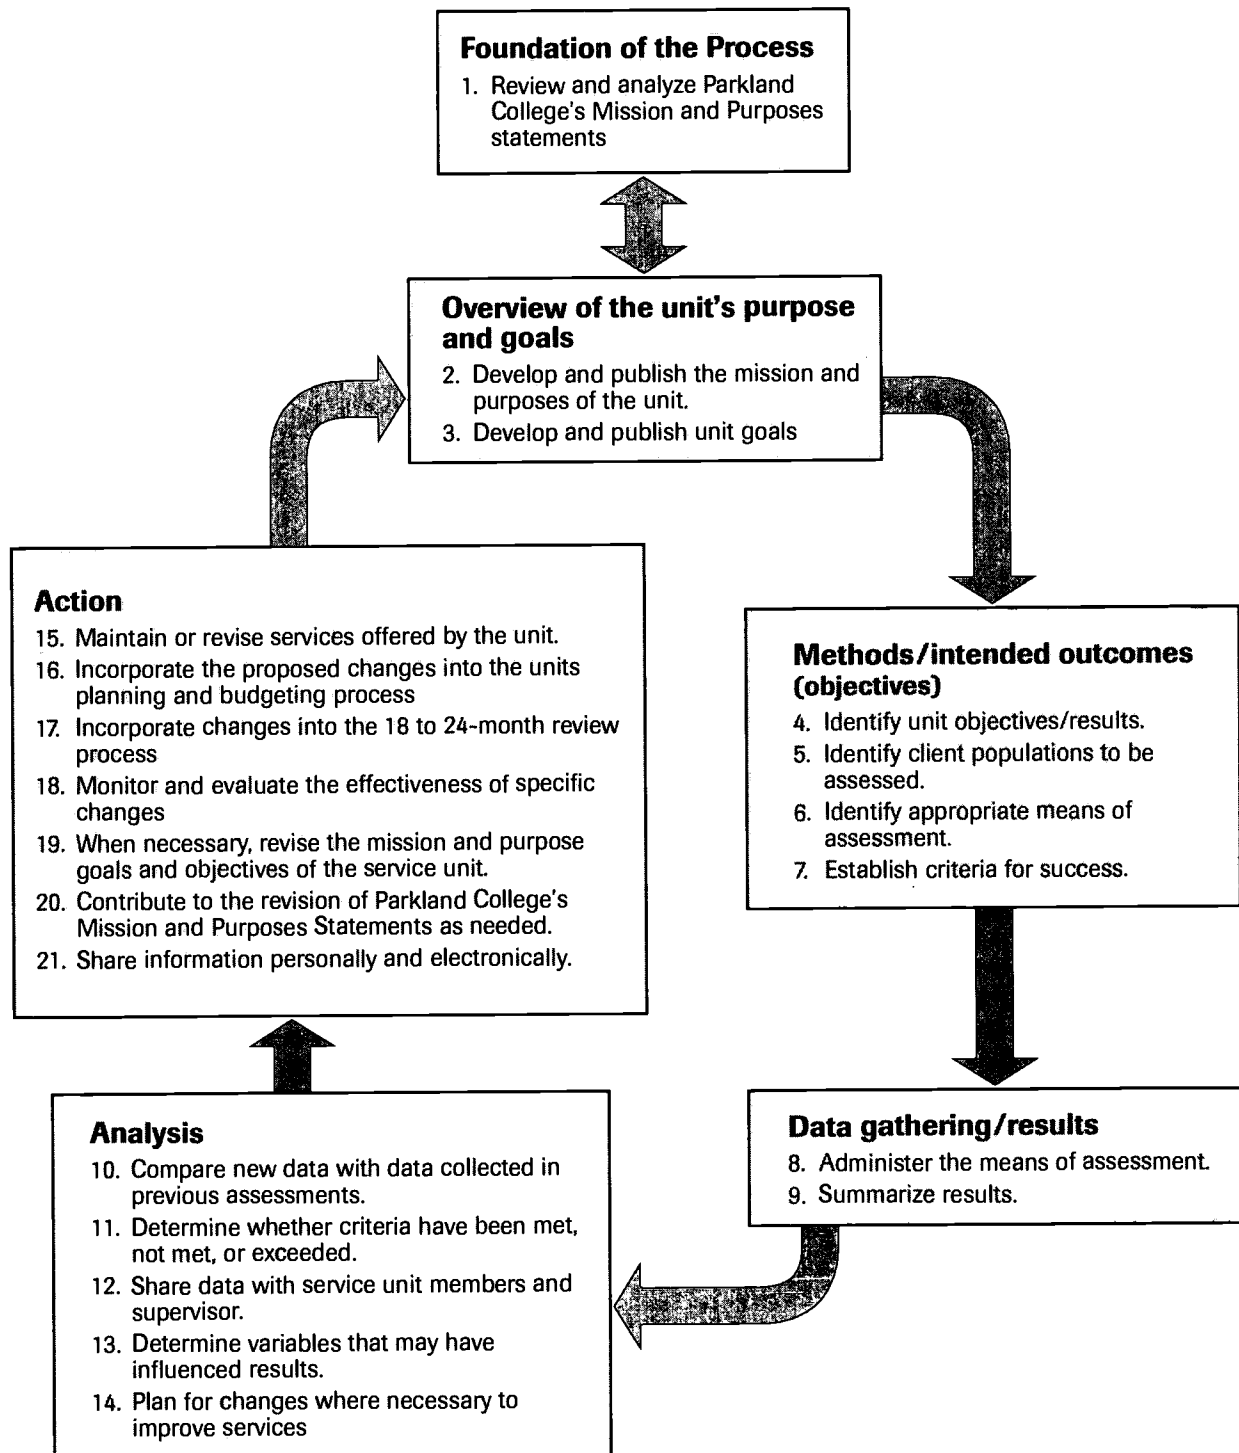 Foundation of the Process
1. Review and analyze Parkland
College's Mission and Purposes
statements
Overview of the unit's purpose
and goals
2. Develop and publish the mission and
purposes of the unit.
3. Develop and publish unit goals
Methods/intended outcomes
(objectives)
4. Identify unit objectives/results.
5. Identify client populations to be
assessed.
6. Identify appropriate means of
assessment.
7. Establish criteria for success.
Data gathering/results
8. Administer the means of assessment.
9. Summarize results.
Analysis
10. Compare new data with data collected in
previous assessments.
11. Determine whether criteria have been met,
not met, or exceeded.
12. Share data with service unit members and
supervisor.
13. Determine variables that may have
influenced results.
14. Plan for changes where necessary to
improve services
Action
15. Maintain or revise services offered by the unit.
16. Incorporate the proposed changes into the units
planning and budgeting process
17. Incorporate changes into the 18 to 24-month review
process
18. Monitor and evaluate the effectiveness of specific
changes
19. When necessary, revise the mission and purpose
goals and objectives of the service unit.
20. Contribute to the revision of Parkland College's
Mission and Purposes Statements as needed.
21. Share information personally and electronically.